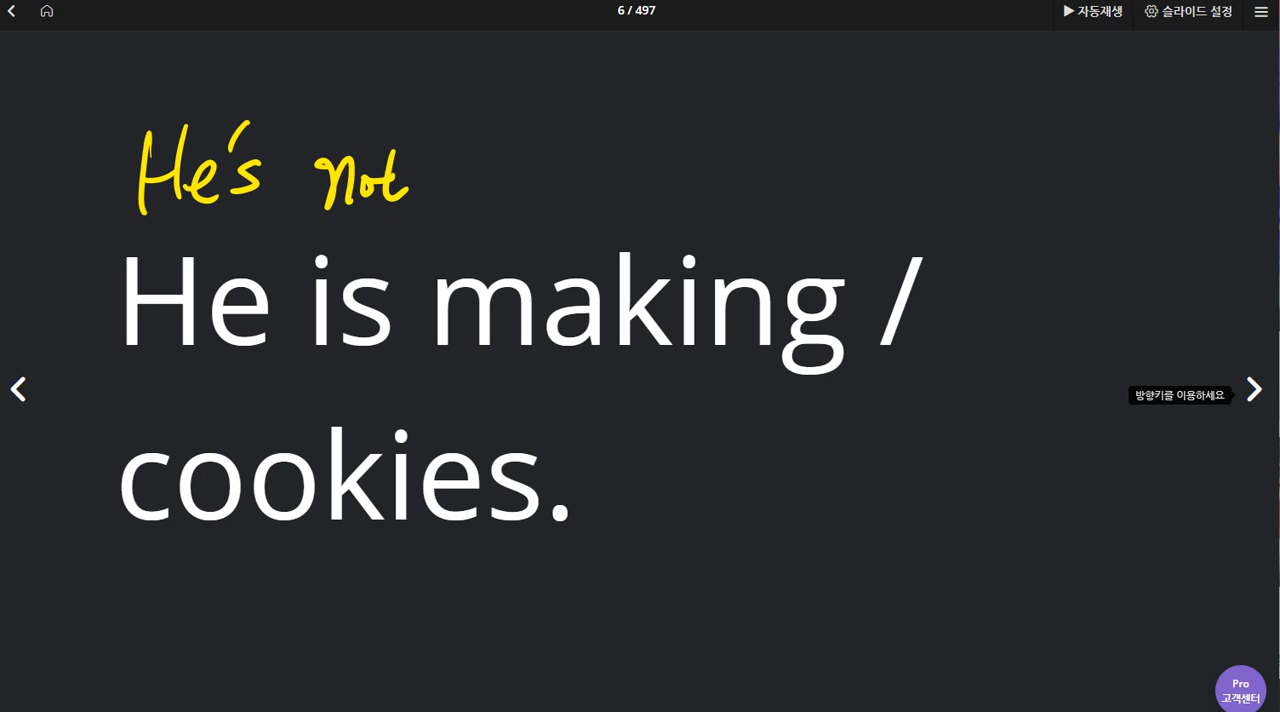 6 / 497
자동재생
슬라이드 설정
He's not
He is making /
cookies.
방향키를 이용하세요
Pro
고객센터